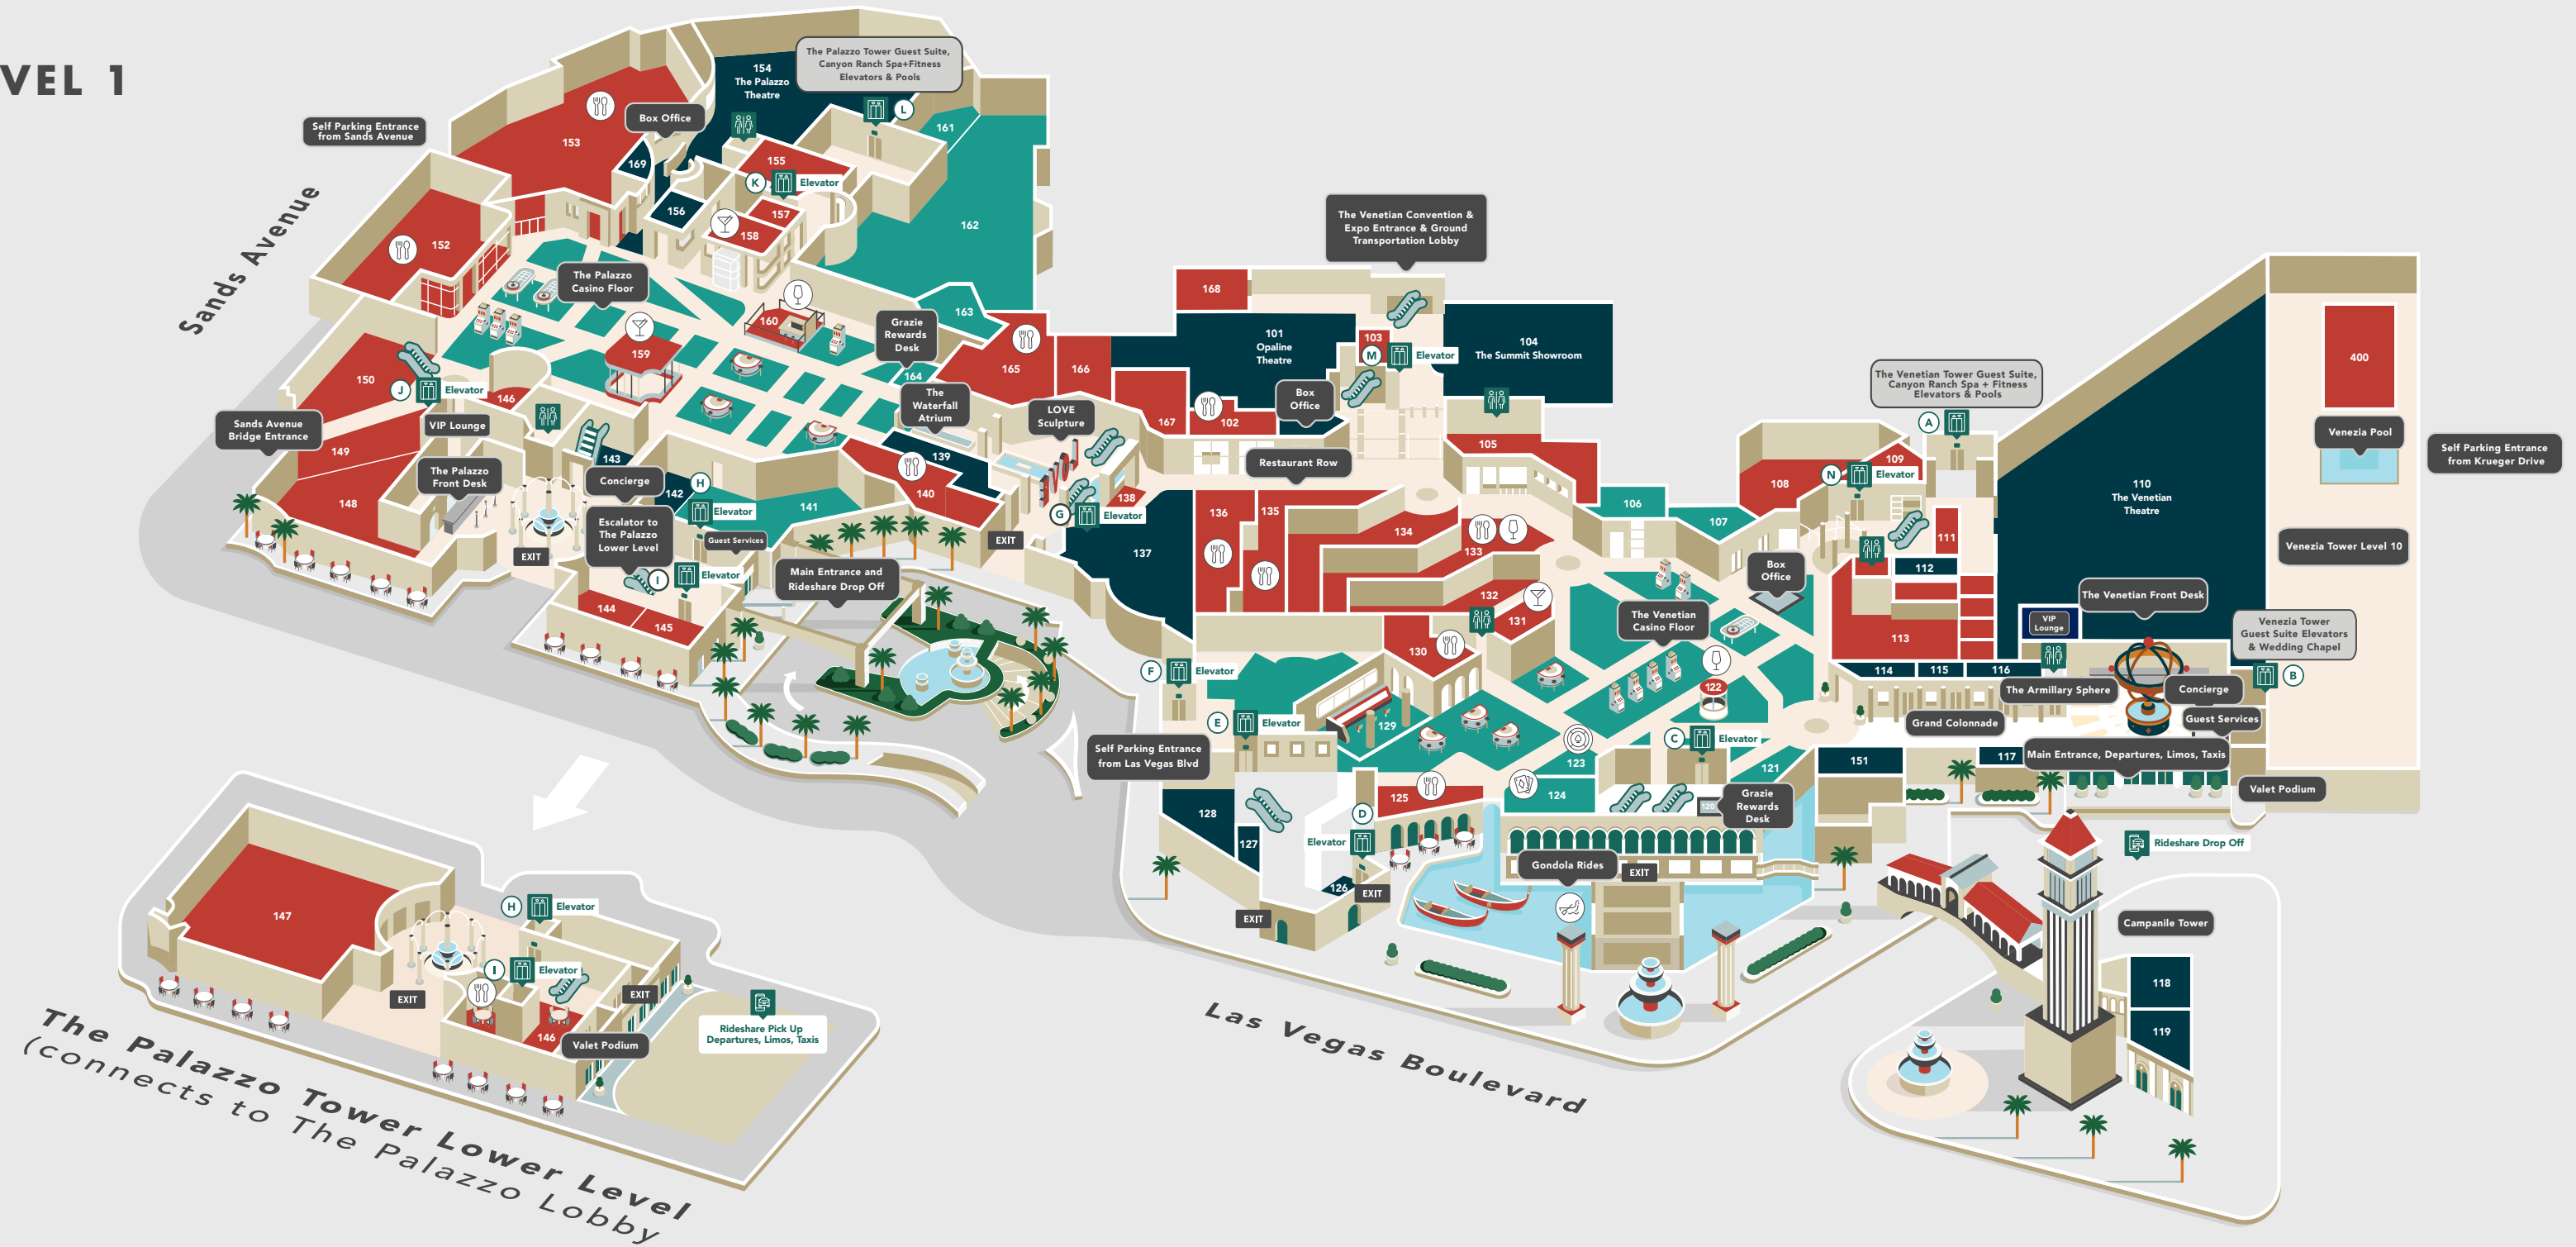 VEL 1
The Palazzo Tower Guest Suite,
Canyon Ranch Spa+Fitness
Elevators & Pools
154
The Palazzo
Theatre
L
Self Parking Entrance
from Sands Avenue
Box Office
153
169
155
161
K
Elevator
156
157
158
162
152
Sands Avenue
The Palazzo
Casino Floor
160
163
Grazie
Rewards
Desk
159
164
165
166
150
J
Elevator
146
The
Waterfall
Atrium
LOVE
Sculpture
Sands Avenue
Bridge Entrance
VIP Lounge
149
148
The Palazzo
Front Desk
143
Concierge
142
H
Elevator
141
139
140
138
G
Elevator
EXIT
EXIT
Escalator to
The Palazzo
Lower Level
Guest Services
I
Elevator
Main Entrance and
Rideshare Drop Off
144
145
The Venetian Convention &
Expo Entrance & Ground
Transportation Lobby
168
101
Opaline
Theatre
103
M
Elevator
104
The Summit Showroom
167
102
Box
Office
105
Restaurant Row
136
135
134
133
137
132
131
130
106
107
The Venetian Tower Guest Suite,
Canyon Ranch Spa + Fitness
Elevators & Pools
A
109
N
Elevator
108
110
The Venetian
Theatre
111
112
113
Box
Office
The Venetian
Casino Floor
122
114
115
116
VIP
Lounge
The Venetian Front Desk
400
Venezia Pool
Self Parking Entrance
from Krueger Drive
Venezia Tower Level 10
Venezia Tower
Guest Suite Elevators
& Wedding Chapel
B
The Armillary Sphere
Concierge
Guest Services
Grand Colonnade
Main Entrance, Departures, Limos, Taxis
117
151
Valet Podium
F
Elevator
E
Elevator
129
Self Parking Entrance
from Las Vegas Blvd
128
127
126
D
Elevator
EXIT
EXIT
125
124
123
C
Elevator
121
120
Grazie
Rewards
Desk
Gondola Rides
EXIT
Rideshare Drop Off
Campanile Tower
118
119
Las Vegas Boulevard
147
H
Elevator
I
Elevator
EXIT
EXIT
146
Valet Podium
Rideshare Pick Up
Departures, Limos, Taxis
The Palazzo Tower Lower Level
(connects to The Palazzo Lobby